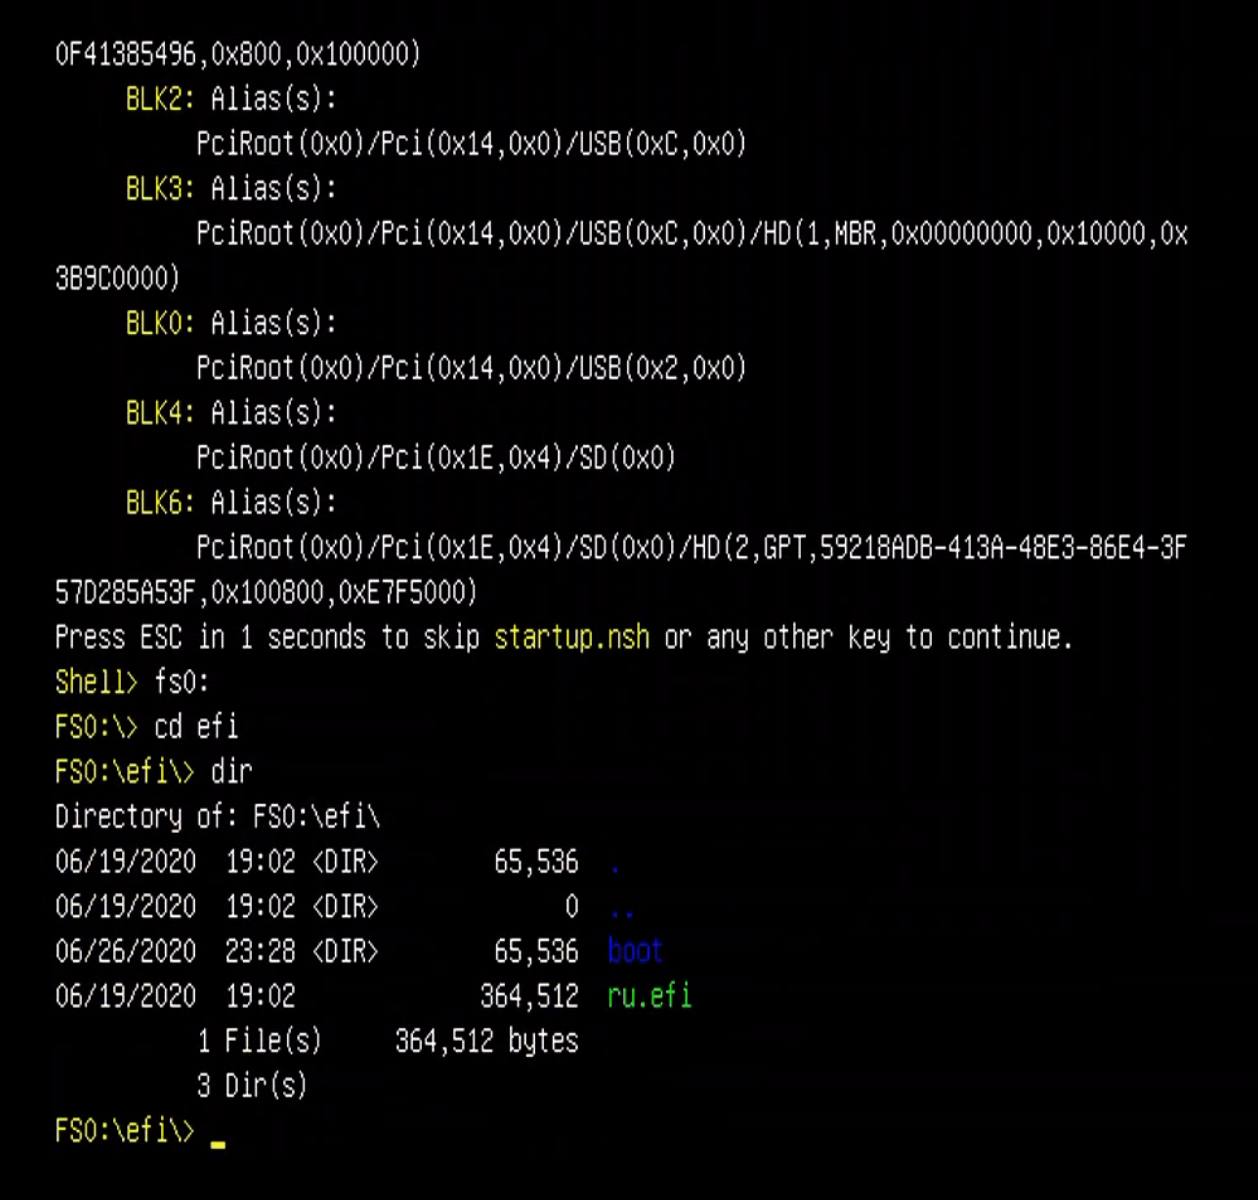 0F41385496,0x800,0x100000)
BLK2: Alias(s):
PciRoot(0x0)/Pci(0x14,0x0)/USB(0xC,0x0)
BLK3: Alias(s):
PciRoot(0x0)/Pci(0x14,0x0)/USB(0xC,0x0)/HD(1,MBR,0x00000000,0x10000,0x
3B9C0000)
BLK0: Alias(s):
PciRoot(0x0)/Pci(0x14,0x0)/USB(0x2,0x0)
BLK4: Alias(s):
PciRoot(0x0)/Pci(0x1E,0x4)/SD(0x0)
BLK6: Alias(s):
PciRoot(0x0)/Pci(0x1E,0x4)/SD(0x0)/HD(2,GPT,59218ADB-413A-48E3-86E4-3F
57D285A53F,0x100800,0xE7F5000)
Press ESC in 1 seconds to skip startup.nsh or any other key to continue.
Shell> fs0:
FS0:\> cd efi
FS0:\efi\> dir
Directory of: FS0:\efi\
06/19/2020  19:02 <DIR>        65,536  .
06/19/2020  19:02 <DIR>             0  ..
06/26/2020  23:28 <DIR>        65,536  boot
06/19/2020  19:02             364,512  ru.efi
1 File(s)     364,512 bytes
3 Dir(s)
FS0:\efi\> _